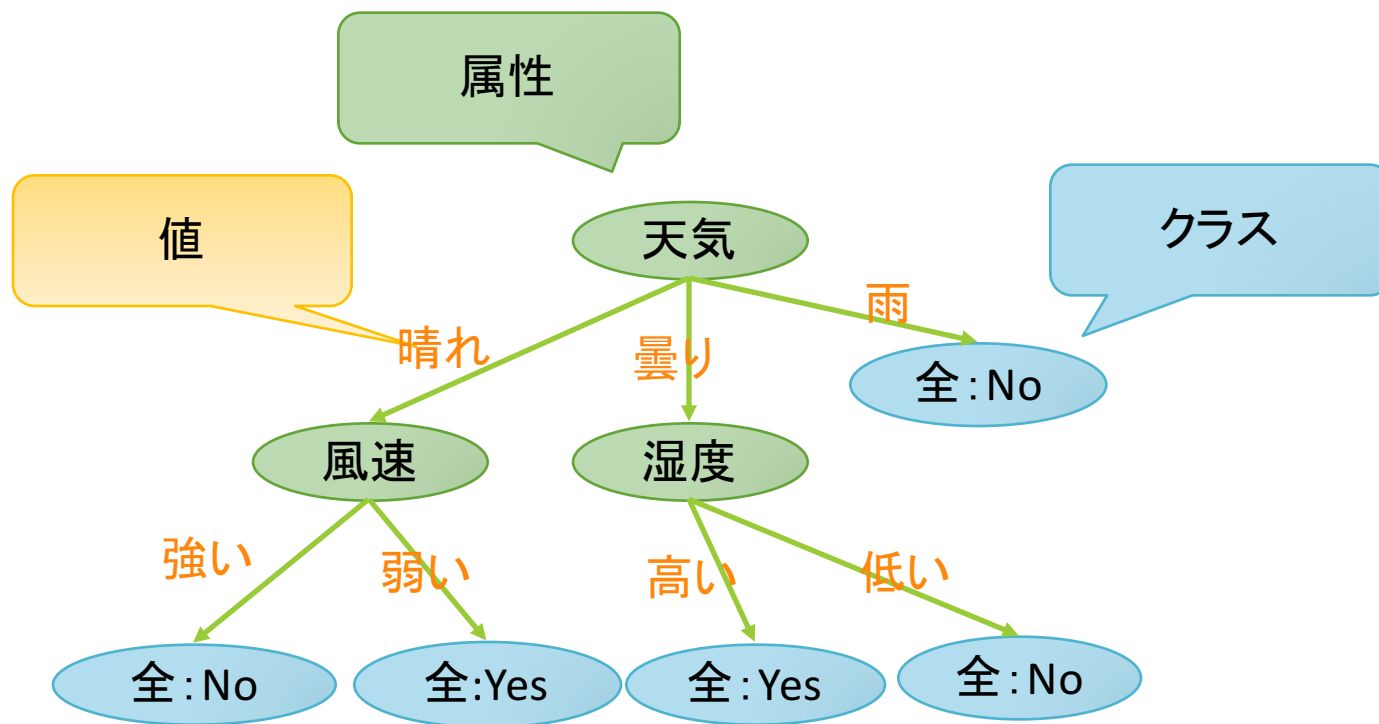 属性
値
クラス
天気
晴れ
曇り
雨
全：No
風速
湿度
強い
弱い
高い
低い
全：No
全:Yes
全：Yes
全：No